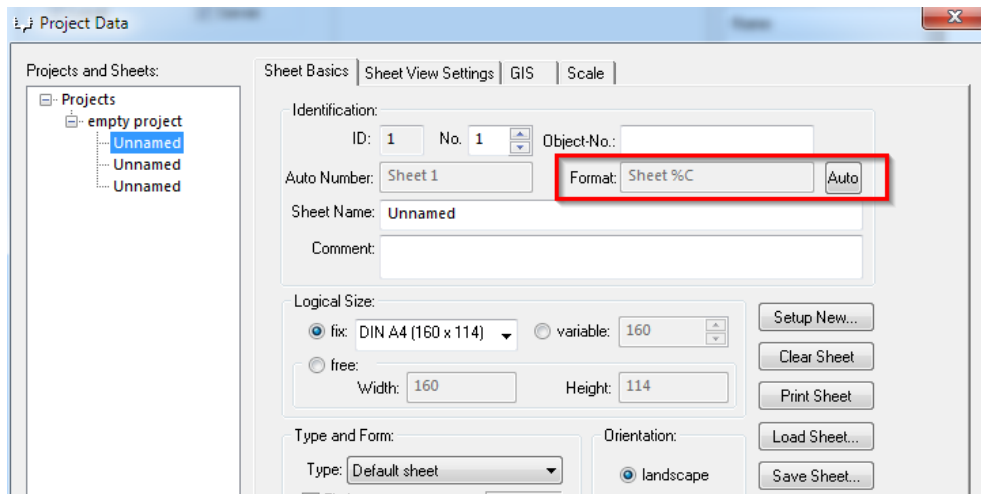 Project Data
Projects and Sheets:
Projects
empty project
Unnamed
Unnamed
Unnamed
Sheet Basics Sheet View Settings GIS Scale
Identification:
ID: 1 No. 1 Object-No.:
Auto Number: Sheet 1 Format: Sheet %C Auto
Sheet Name: Unnamed
Comment:
Logical Size:
fix: DIN A4 (160 x 114) variable: 160
free:
Width: 160 Height: 114
Setup New...
Clear Sheet
Print Sheet
Load Sheet...
Save Sheet...
Type and Form:
Type: Default sheet
Orientation:
landscape